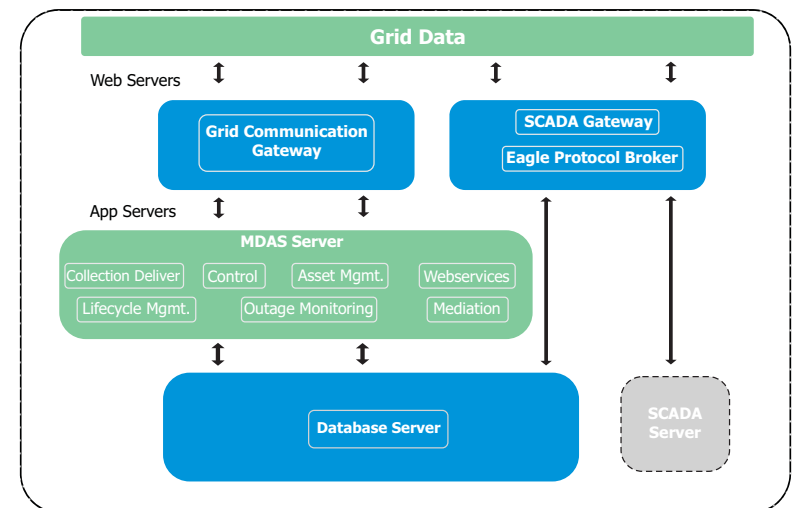 Grid Data
Web Servers
Grid Communication
Gateway
SCADA Gateway
Eagle Protocol Broker
App Servers
MDAS Server
Collection Deliver
Control
Asset Mgmt.
Webservices
Lifecycle Mgmt.
Outage Monitoring
Mediation
Database Server
SCADA
Server